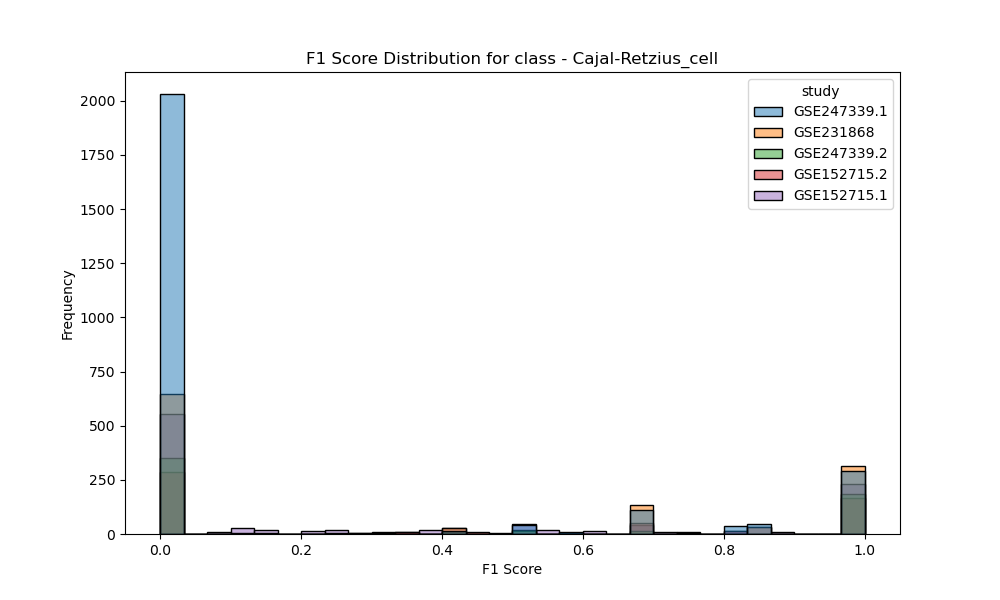 F1 Score Distribution for class - Cajal-Retzius_cell
study
GSE247339.1
GSE231868
GSE247339.2
GSE152715.2
GSE152715.1
Frequency
2000
1750
1500
1250
1000
750
500
250
0
0.0 0.2 0.4 0.6 0.8 1.0
F1 Score